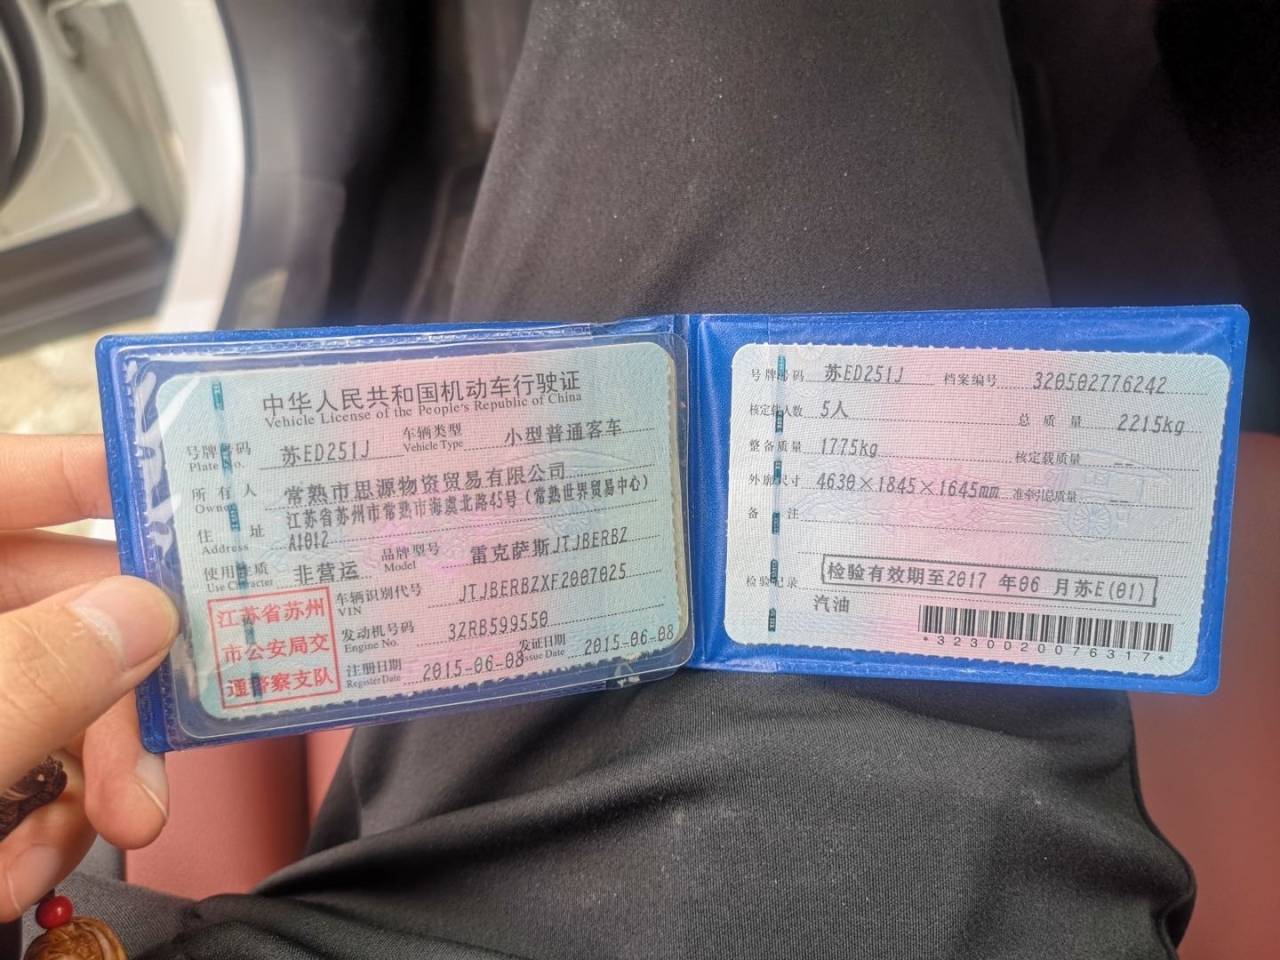 中华人民共和国机动车行驶证
Vehicle License of the People's Republic of China
号牌号码 苏ED251J 车辆类型 小型普通客车
Plate No. Vehicle Type
所有人 常熟市思源物资贸易有限公司
Owner
住址 江苏省苏州市常熟市海虞北路45号(常熟世界贸易中心)
Address A1012
使用性质 非营运 品牌型号 雷克萨斯JTJBERBZ
Use Character Model
江苏省苏州
市公安局交
通警察支队
车辆识别代号 JTJBERBZXF2007025
VIN
发动机号码 3ZRB599550
Engine No.
注册日期 2015-06-08 发证日期 2015-06-08
Register Date Issue Date
号牌号码 苏ED251J 档案编号 320502776242
核定载人数 5人 总质量 2215kg
整备质量 1775kg 核定载质量 --
外廓尺寸 4630×1845×1645mm 准牵引总质量 --
备注
检验有效期至2017 年06 月苏E(01)
检验记录
汽油
*3230020076317*